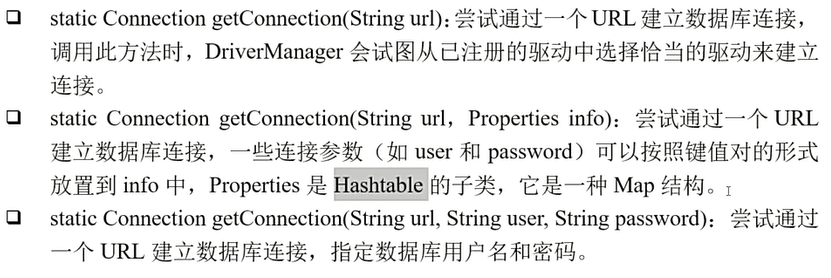 ❑ static Connection getConnection(String url)：尝试通过一个 URL 建立数据库连接，
调用此方法时，DriverManager 会试图从已注册的驱动中选择恰当的驱动来建立
连接。
❑ static Connection getConnection(String url，Properties info)：尝试通过一个 URL
建立数据库连接，一些连接参数（如 user 和 password）可以按照键值对的形式
放置到 info 中，Properties 是 Hashtable 的子类，它是一种 Map 结构。
❑ static Connection getConnection(String url, String user, String password)：尝试通过
一个 URL 建立数据库连接，指定数据库用户名和密码。